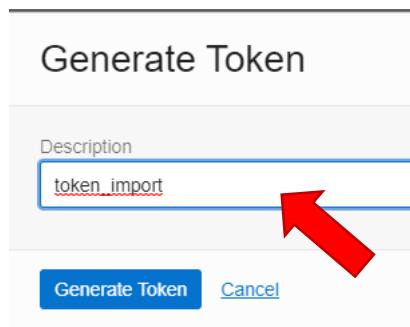 Generate Token
Description
token_import
Generate Token Cancel